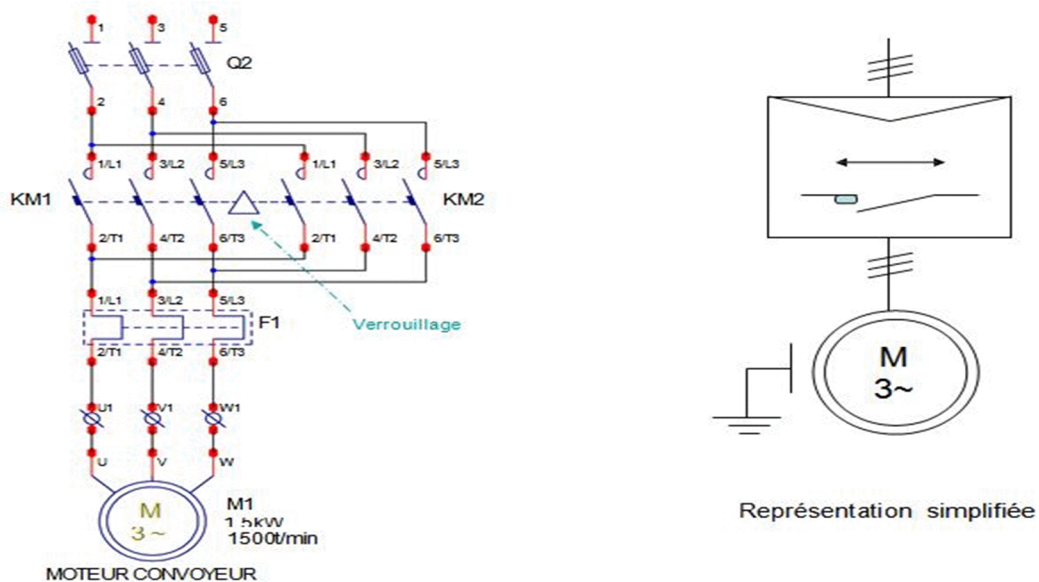 1 3 5
Q2
2 4 6
1/L1 3/L2 5/L3 1/L1 3/L2 5/L3
KM1 KM2
2/T1 4/T2 6/T3 2/T1 4/T2 6/T3
1/L1 3/L2 5/L3
F1
Verrouillage
2/T1 4/T2 6/T3
U1 V1 W1
U V W
M
3 ~
M1
1.5kW
1500t/min
MOTEUR CONVOYEUR
M
3~
Représentation simplifiée